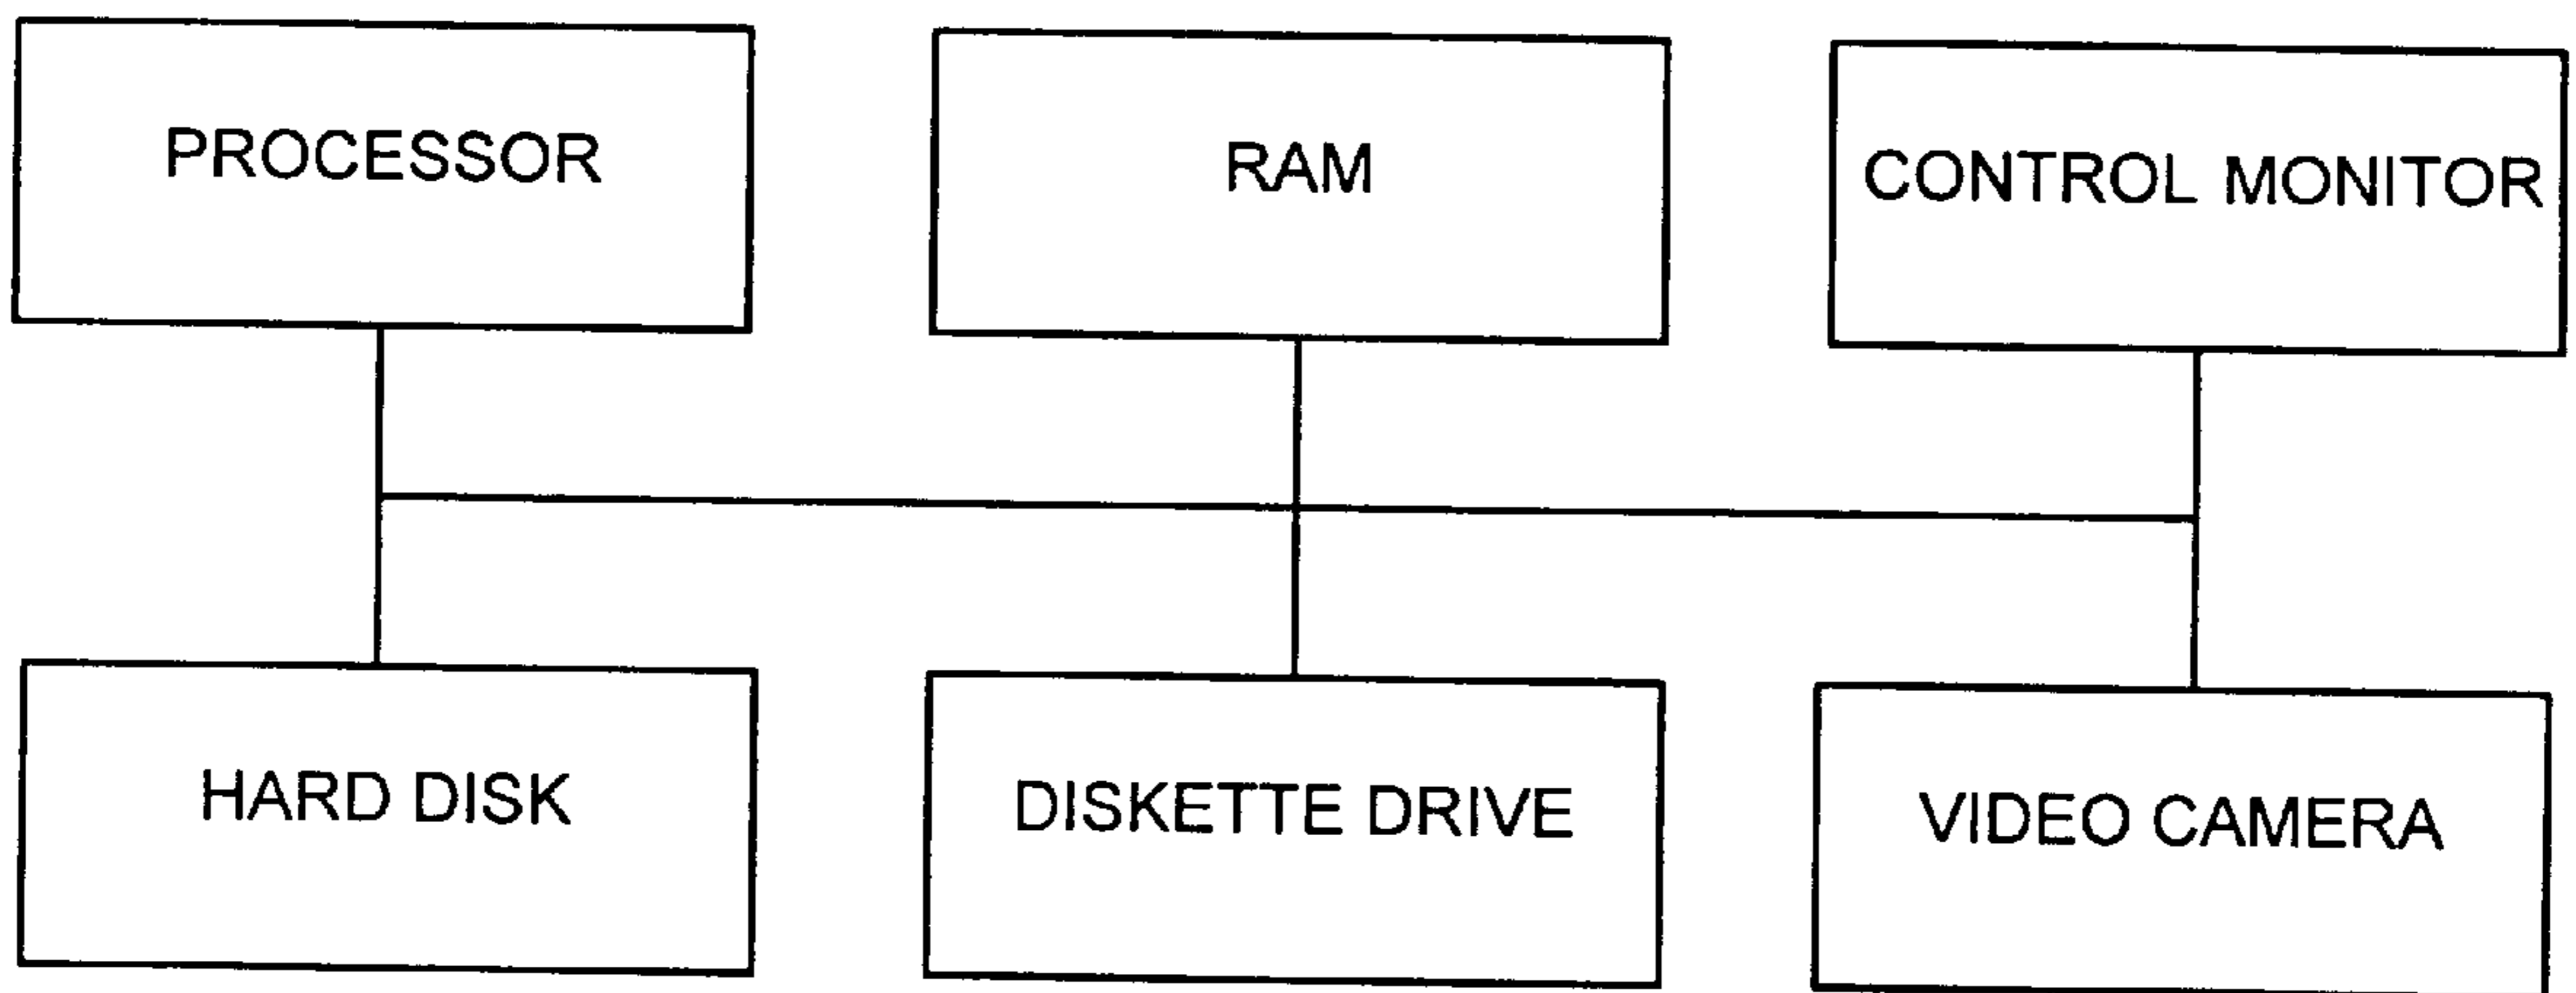 PROCESSOR
RAM
CONTROL MONITOR
HARD DISK
DISKETTE DRIVE
VIDEO CAMERA